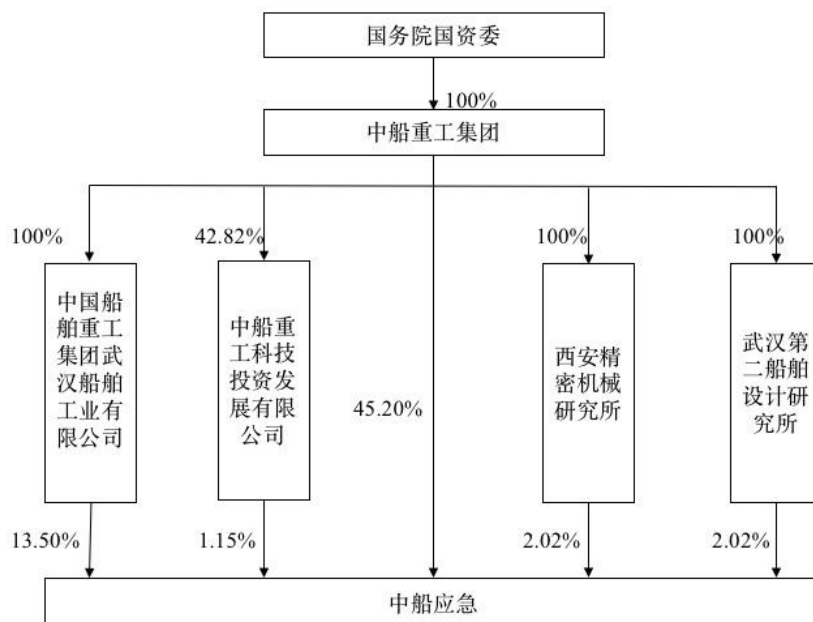 国务院国资委
100%
中船重工集团
100%
42.82%
100%
100%
中国船
舶重工
集团武
汉船舶
工业有
限公司
中船重
工科技
投资发
展有限
公司
45.20%
西安精
密机械
研究所
武汉第
二船舶
设计研
究所
13.50%
1.15%
2.02%
2.02%
中船应急